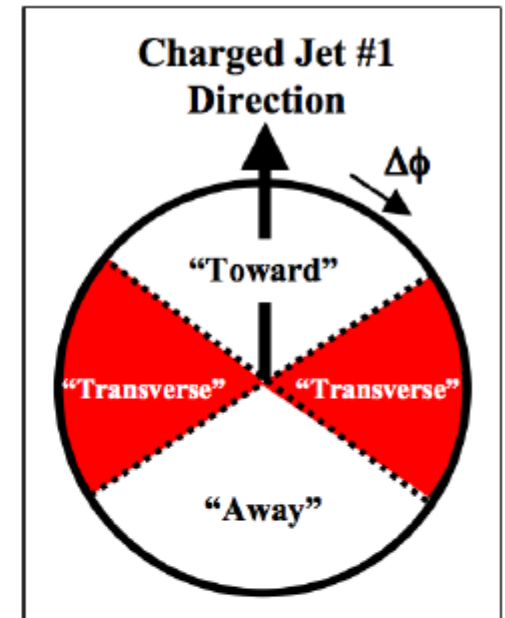 Charged Jet #1
Direction
Δϕ
“Toward”
“Transverse” “Transverse”
“Away”